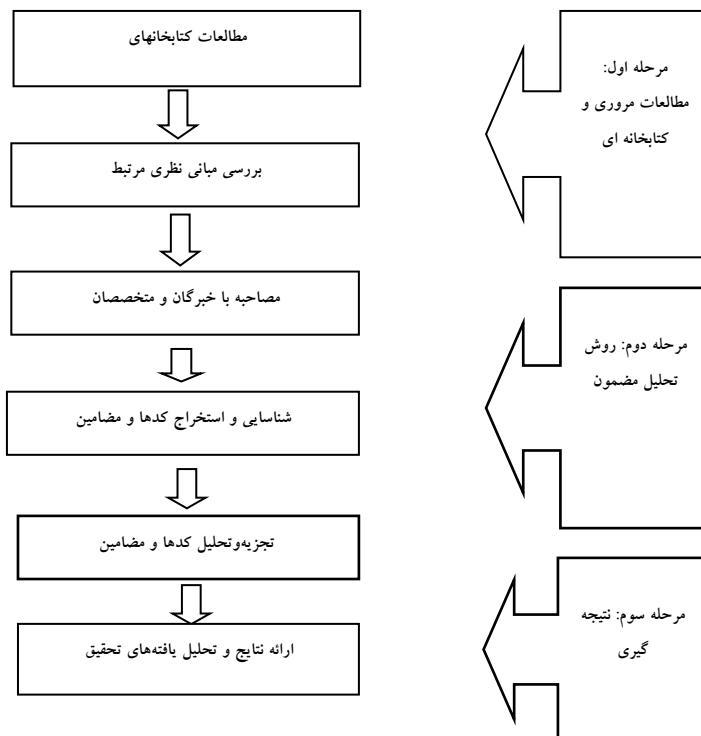 مطالعات کتابخانهای
بررسی مبانی نظری مرتبط
مصاحبه با خبرگان و متخصصان
شناسایی و استخراج کدها و مضامین
تجزیه‌وتحلیل کدها و مضامین
ارائه نتایج و تحلیل یافته‌های تحقیق
مرحله اول:
مطالعات مروری و
کتابخانه ای
مرحله دوم: روش
تحلیل مضمون
مرحله سوم: نتیجه
گیری